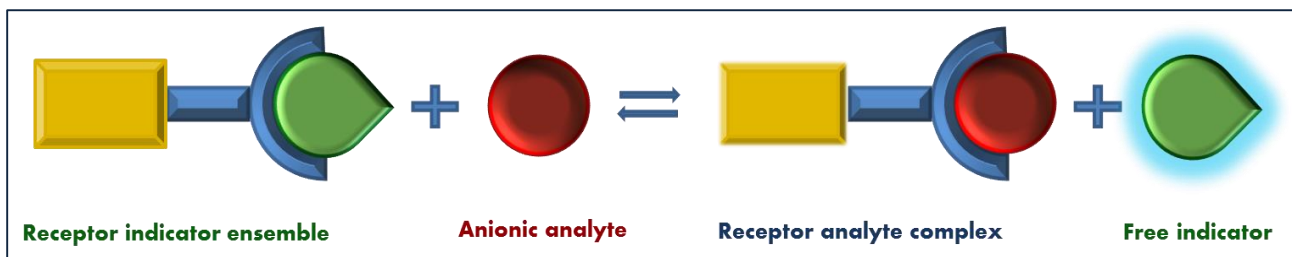 Receptor indicator ensemble
Anionic analyte
Receptor analyte complex
Free indicator